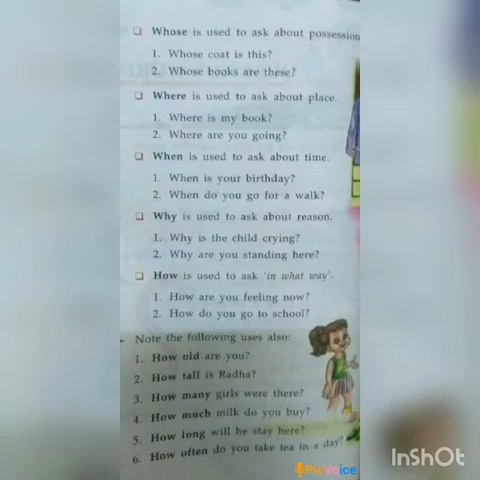 ❑ Whose is used to ask about possession
1. Whose coat is this?
2. Whose books are these?
❑ Where is used to ask about place.
1. Where is my book?
2. Where are you going?
❑ When is used to ask about time.
1. When is your birthday?
2. When do you go for a walk?
❑ Why is used to ask about reason.
1. Why is the child crying?
2. Why are you standing here?
❑ How is used to ask 'in what way'.
1. How are you feeling now?
2. How do you go to school?
Note the following uses also:
1. How old are you?
2. How tall is Radha?
3. How many girls were there?
4. How much milk do you buy?
5. How long will he stay here?
6. How often do you take tea in a day?
PicVoice
InShOt